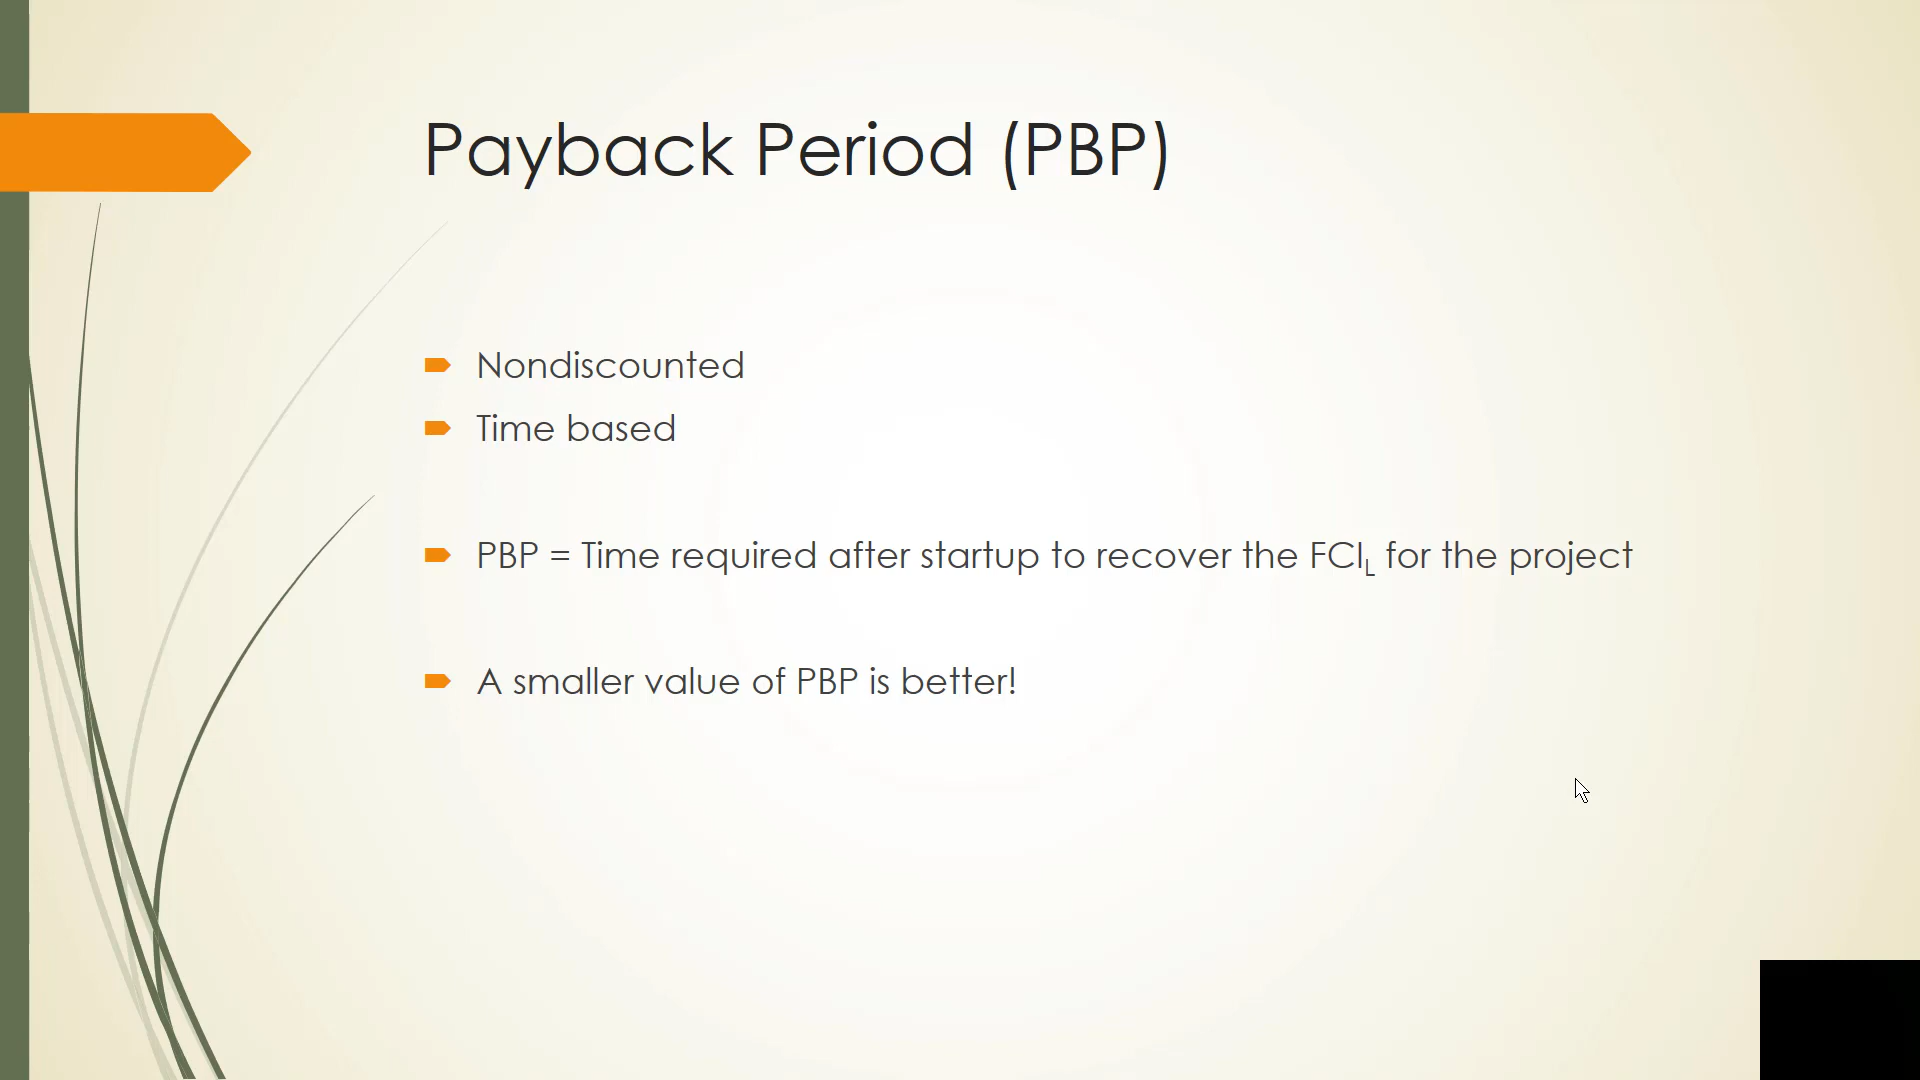 Payback Period (PBP)
Nondiscounted
Time based
PBP = Time required after startup to recover the FCI_L for the project
A smaller value of PBP is better!